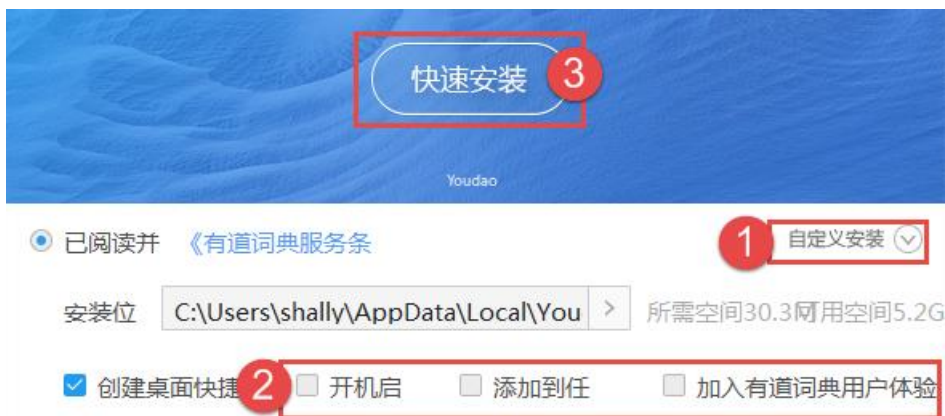 快速安装 3
Youdao
已阅读并 《有道词典服务条 1 自定义安装
安装位 C:\Users\shally\AppData\Local\You > 所需空间30.3 可用空间5.2G
创建桌面快捷 2 开机启 添加到任 加入有道词典用户体验